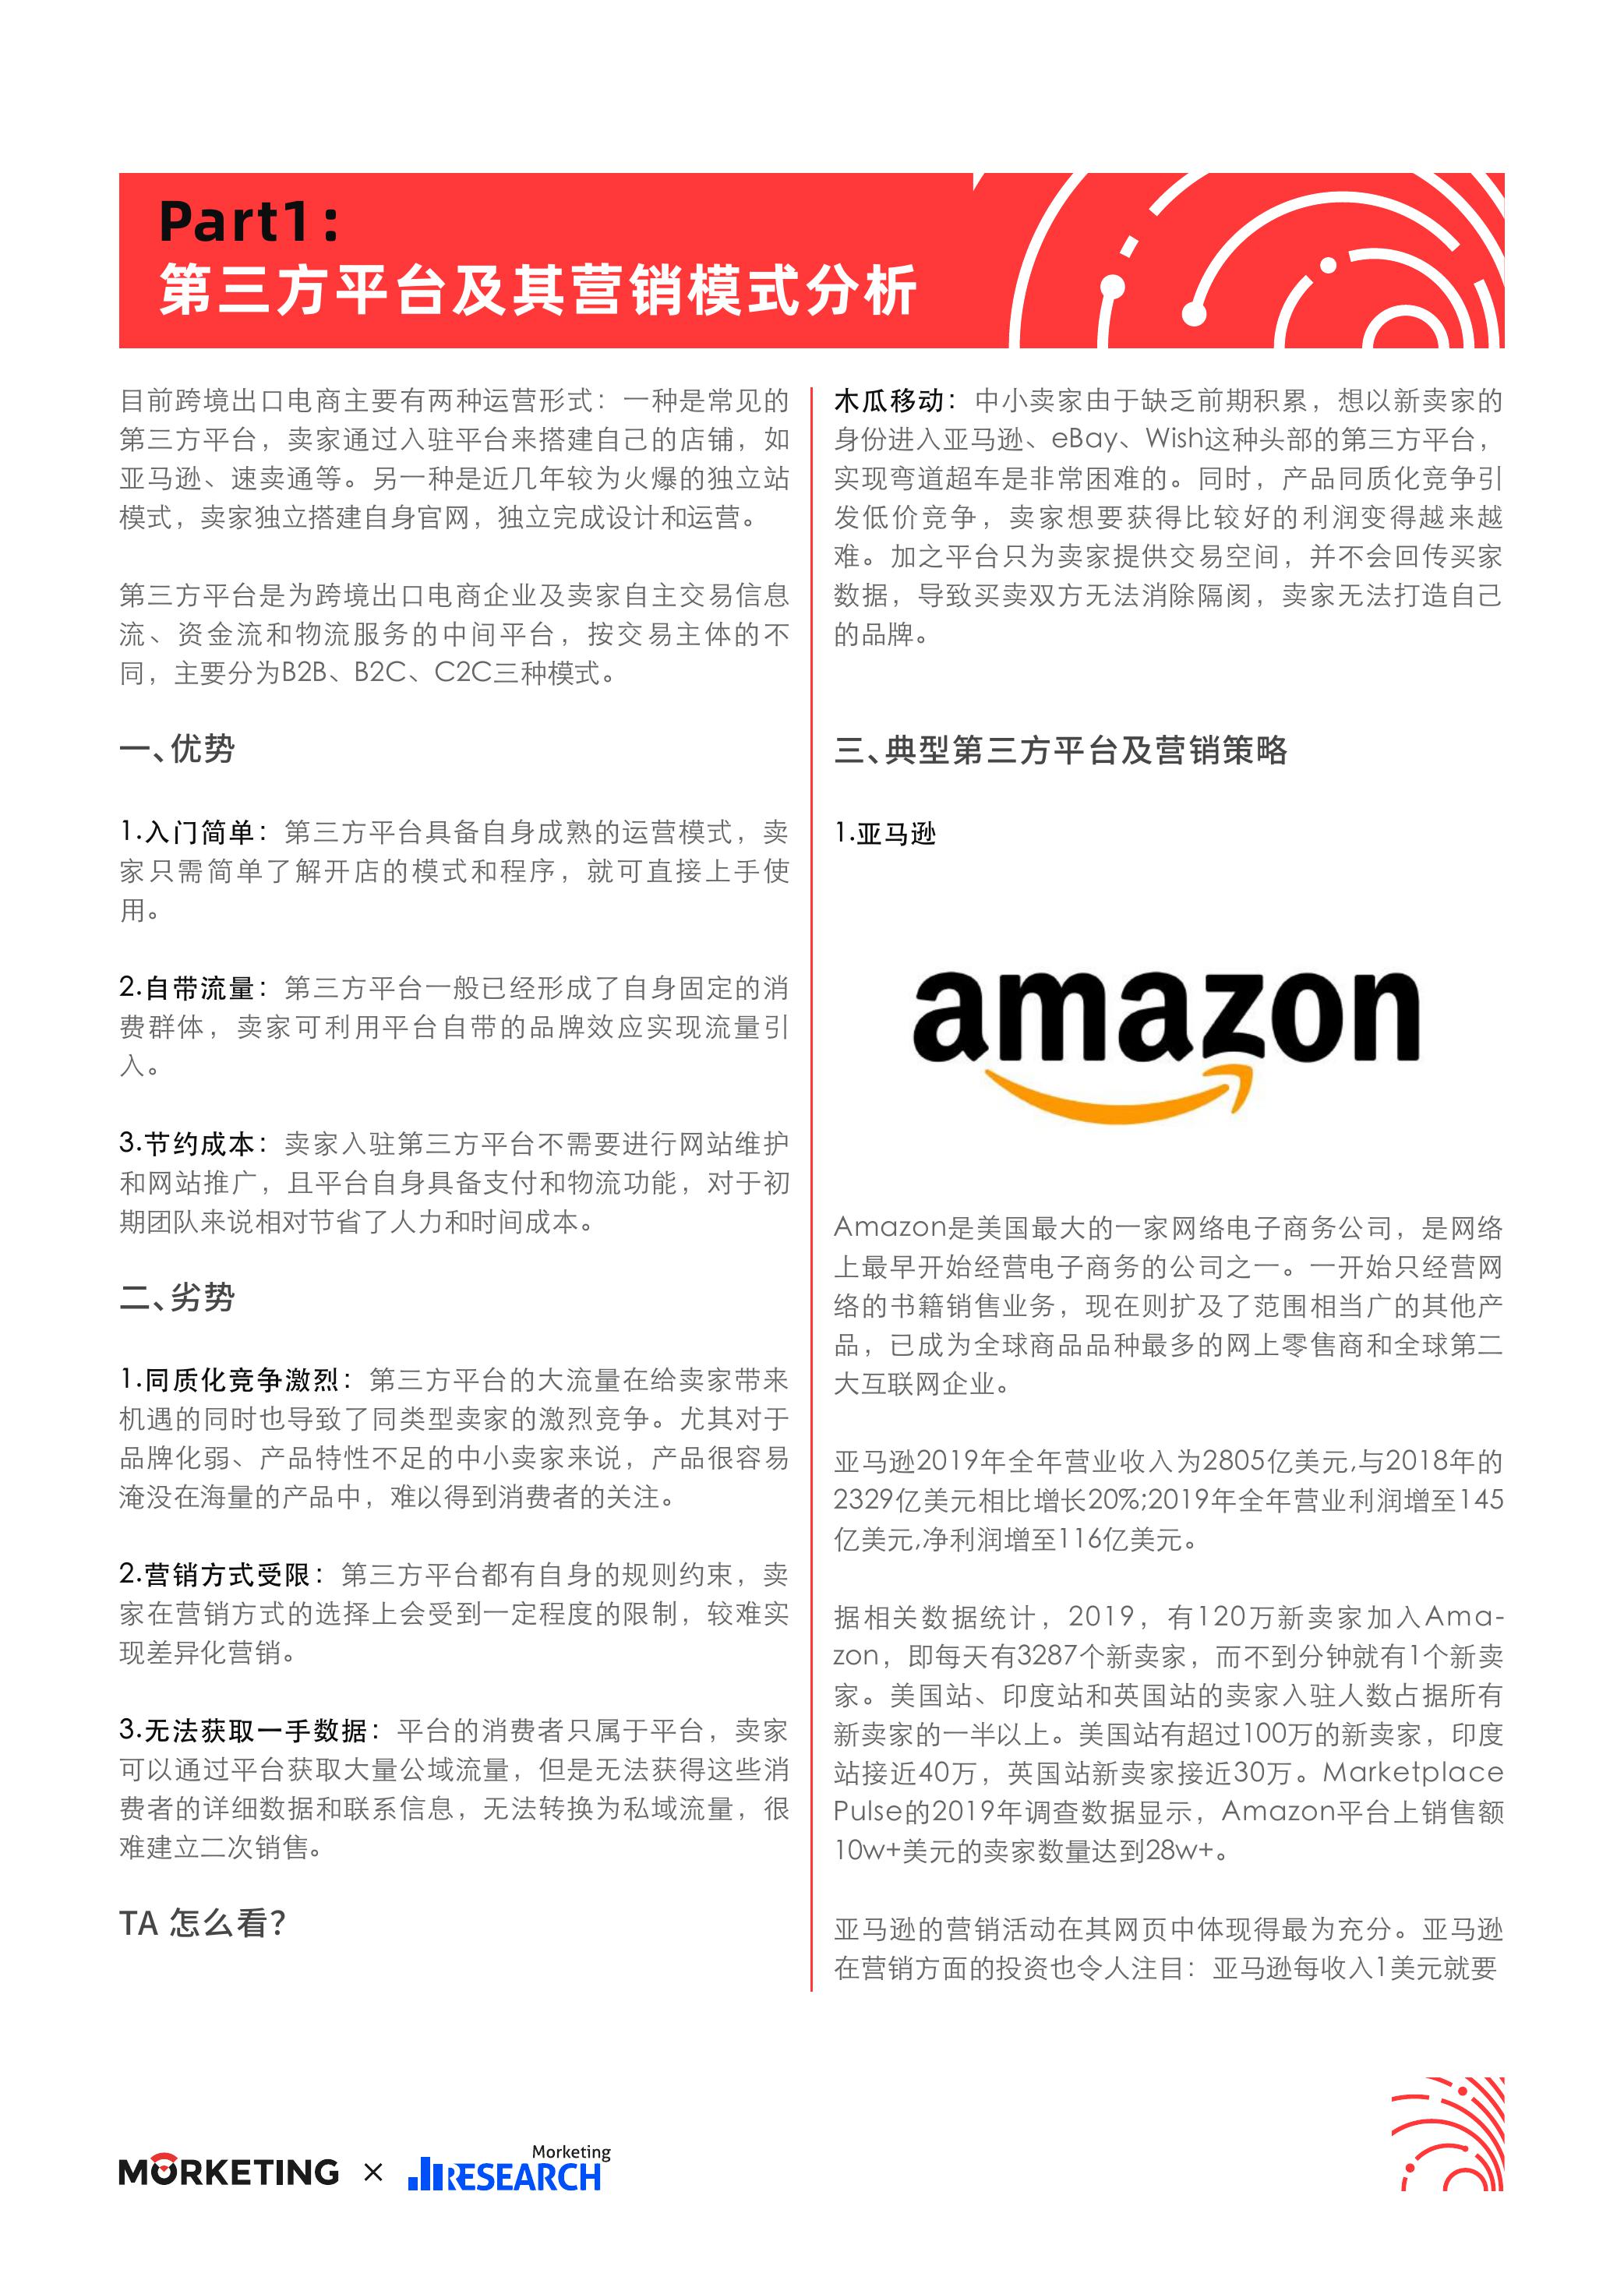 Part1：
第三方平台及其营销模式分析
目前跨境出口电商主要有两种运营形式：一种是常见的
第三方平台，卖家通过入驻平台来搭建自己的店铺，如
亚马逊、速卖通等。另一种是近几年较为火爆的独立站
模式，卖家独立搭建自身官网，独立完成设计和运营。
第三方平台是为跨境出口电商企业及卖家自主交易信息
流、资金流和物流服务的中间平台，按交易主体的不
同，主要分为B2B、B2C、C2C三种模式。
一、优势
1.入门简单：第三方平台具备自身成熟的运营模式，卖
家只需简单了解开店的模式和程序，就可直接上手使
用。
2.自带流量：第三方平台一般已经形成了自身固定的消
费群体，卖家可利用平台自带的品牌效应实现流量引
入。
3.节约成本：卖家入驻第三方平台不需要进行网站维护
和网站推广，且平台自身具备支付和物流功能，对于初
期团队来说相对节省了人力和时间成本。
二、劣势
1.同质化竞争激烈：第三方平台的大流量在给卖家带来
机遇的同时也导致了同类型卖家的激烈竞争。尤其对于
品牌化弱、产品特性不足的中小卖家来说，产品很容易
淹没在海量的产品中，难以得到消费者的关注。
2.营销方式受限：第三方平台都有自身的规则约束，卖
家在营销方式的选择上会受到一定程度的限制，较难实
现差异化营销。
3.无法获取一手数据：平台的消费者只属于平台，卖家
可以通过平台获取大量公域流量，但是无法获得这些消
费者的详细数据和联系信息，无法转换为私域流量，很
难建立二次销售。
TA 怎么看？
木瓜移动：中小卖家由于缺乏前期积累，想以新卖家的
身份进入亚马逊、eBay、Wish这种头部的第三方平台，
实现弯道超车是非常困难的。同时，产品同质化竞争引
发低价竞争，卖家想要获得比较好的利润变得越来越
难。加之平台只为卖家提供交易空间，并不会回传买家
数据，导致买卖双方无法消除隔阂，卖家无法打造自己
的品牌。
三、典型第三方平台及营销策略
1.亚马逊
amazon
Amazon是美国最大的一家网络电子商务公司，是网络
上最早开始经营电子商务的公司之一。一开始只经营网
络的书籍销售业务，现在则扩及了范围相当广的其他产
品，已成为全球商品品种最多的网上零售商和全球第二
大互联网企业。
亚马逊2019年全年营业收入为2805亿美元,与2018年的
2329亿美元相比增长20%;2019年全年营业利润增至145
亿美元,净利润增至116亿美元。
据相关数据统计，2019，有120万新卖家加入Ama-
zon，即每天有3287个新卖家，而不到分钟就有1个新卖
家。美国站、印度站和英国站的卖家入驻人数占据所有
新卖家的一半以上。美国站有超过100万的新卖家，印度
站接近40万，英国站新卖家接近30万。Marketplace
Pulse的2019年调查数据显示，Amazon平台上销售额
10w+美元的卖家数量达到28w+。
亚马逊的营销活动在其网页中体现得最为充分。亚马逊
在营销方面的投资也令人注目：亚马逊每收入1美元就要
MORKETING × Morketing
RESEARCH